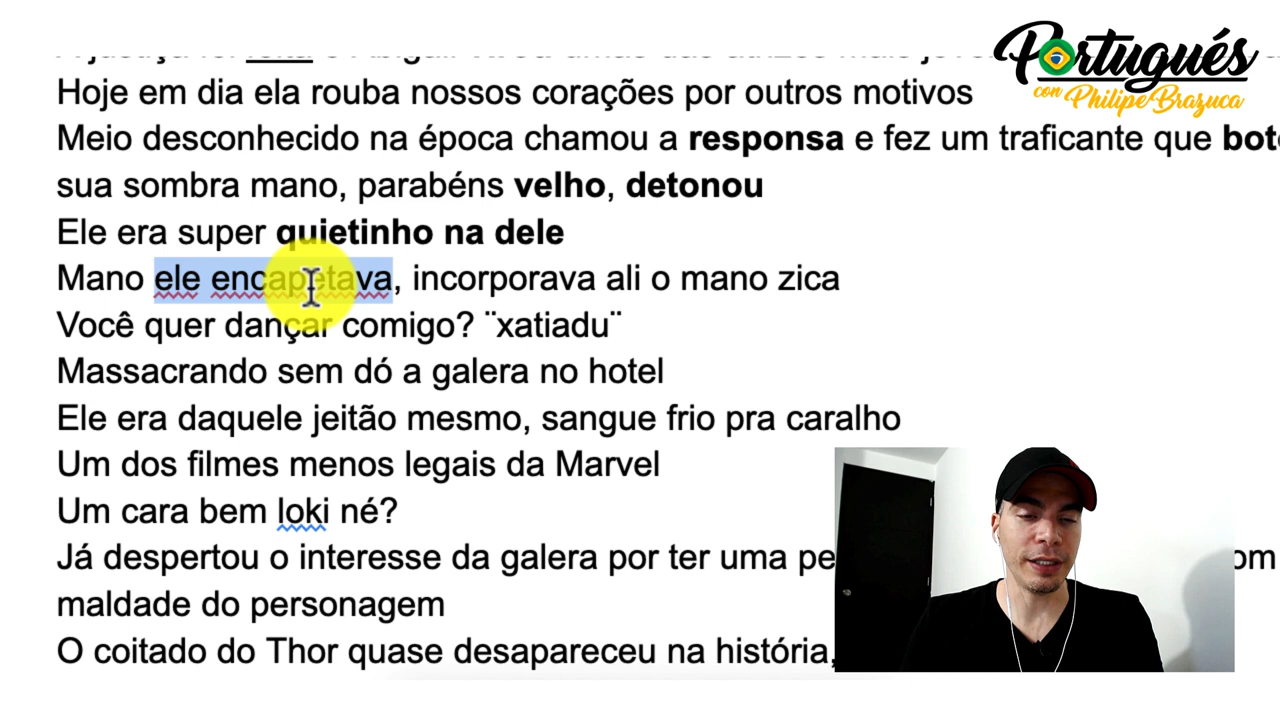 Portugués
con Philipe Brazuca
Hoje em dia ela rouba nossos corações por outros motivos
Meio desconhecido na época chamou a responsa e fez um traficante que
sua sombra mano, parabéns velho, detonou
Ele era super quietinho na dele
Mano ele encapetava, incorporava ali o mano zica
Você quer dançar comigo? ¨xatiadu¨
Massacrando sem dó a galera no hotel
Ele era daquele jeitão mesmo, sangue frio pra caralho
Um dos filmes menos legais da Marvel
Um cara bem loki né?
Já despertou o interesse da galera por ter uma
maldade do personagem
O coitado do Thor quase desapareceu na história,